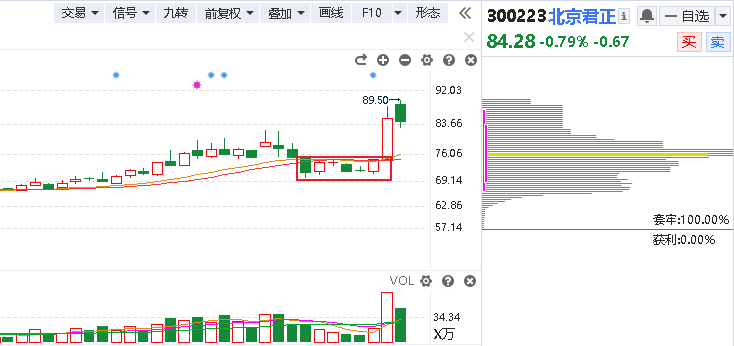 交易 信号 九转 前复权 叠加 画线 F10 形态
300223 北京君正 自选
84.28 -0.79% -0.67 买 卖
92.03
89.50
83.66
76.06
69.14
62.86
57.14
套牢:100.00%
获利:0.00%
VOL
34.34
X万